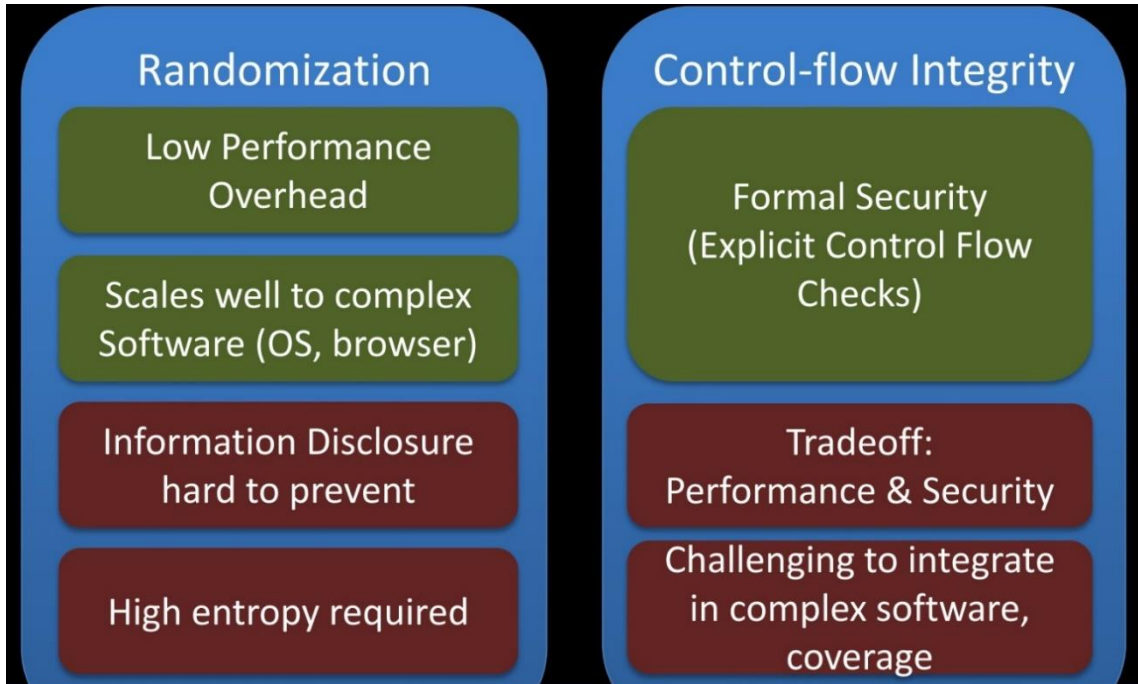 Randomization
Low Performance
Overhead
Scales well to complex
Software (OS, browser)
Information Disclosure
hard to prevent
High entropy required
Control-flow Integrity
Formal Security
(Explicit Control Flow
Checks)
Tradeoff:
Performance & Security
Challenging to integrate
in complex software,
coverage